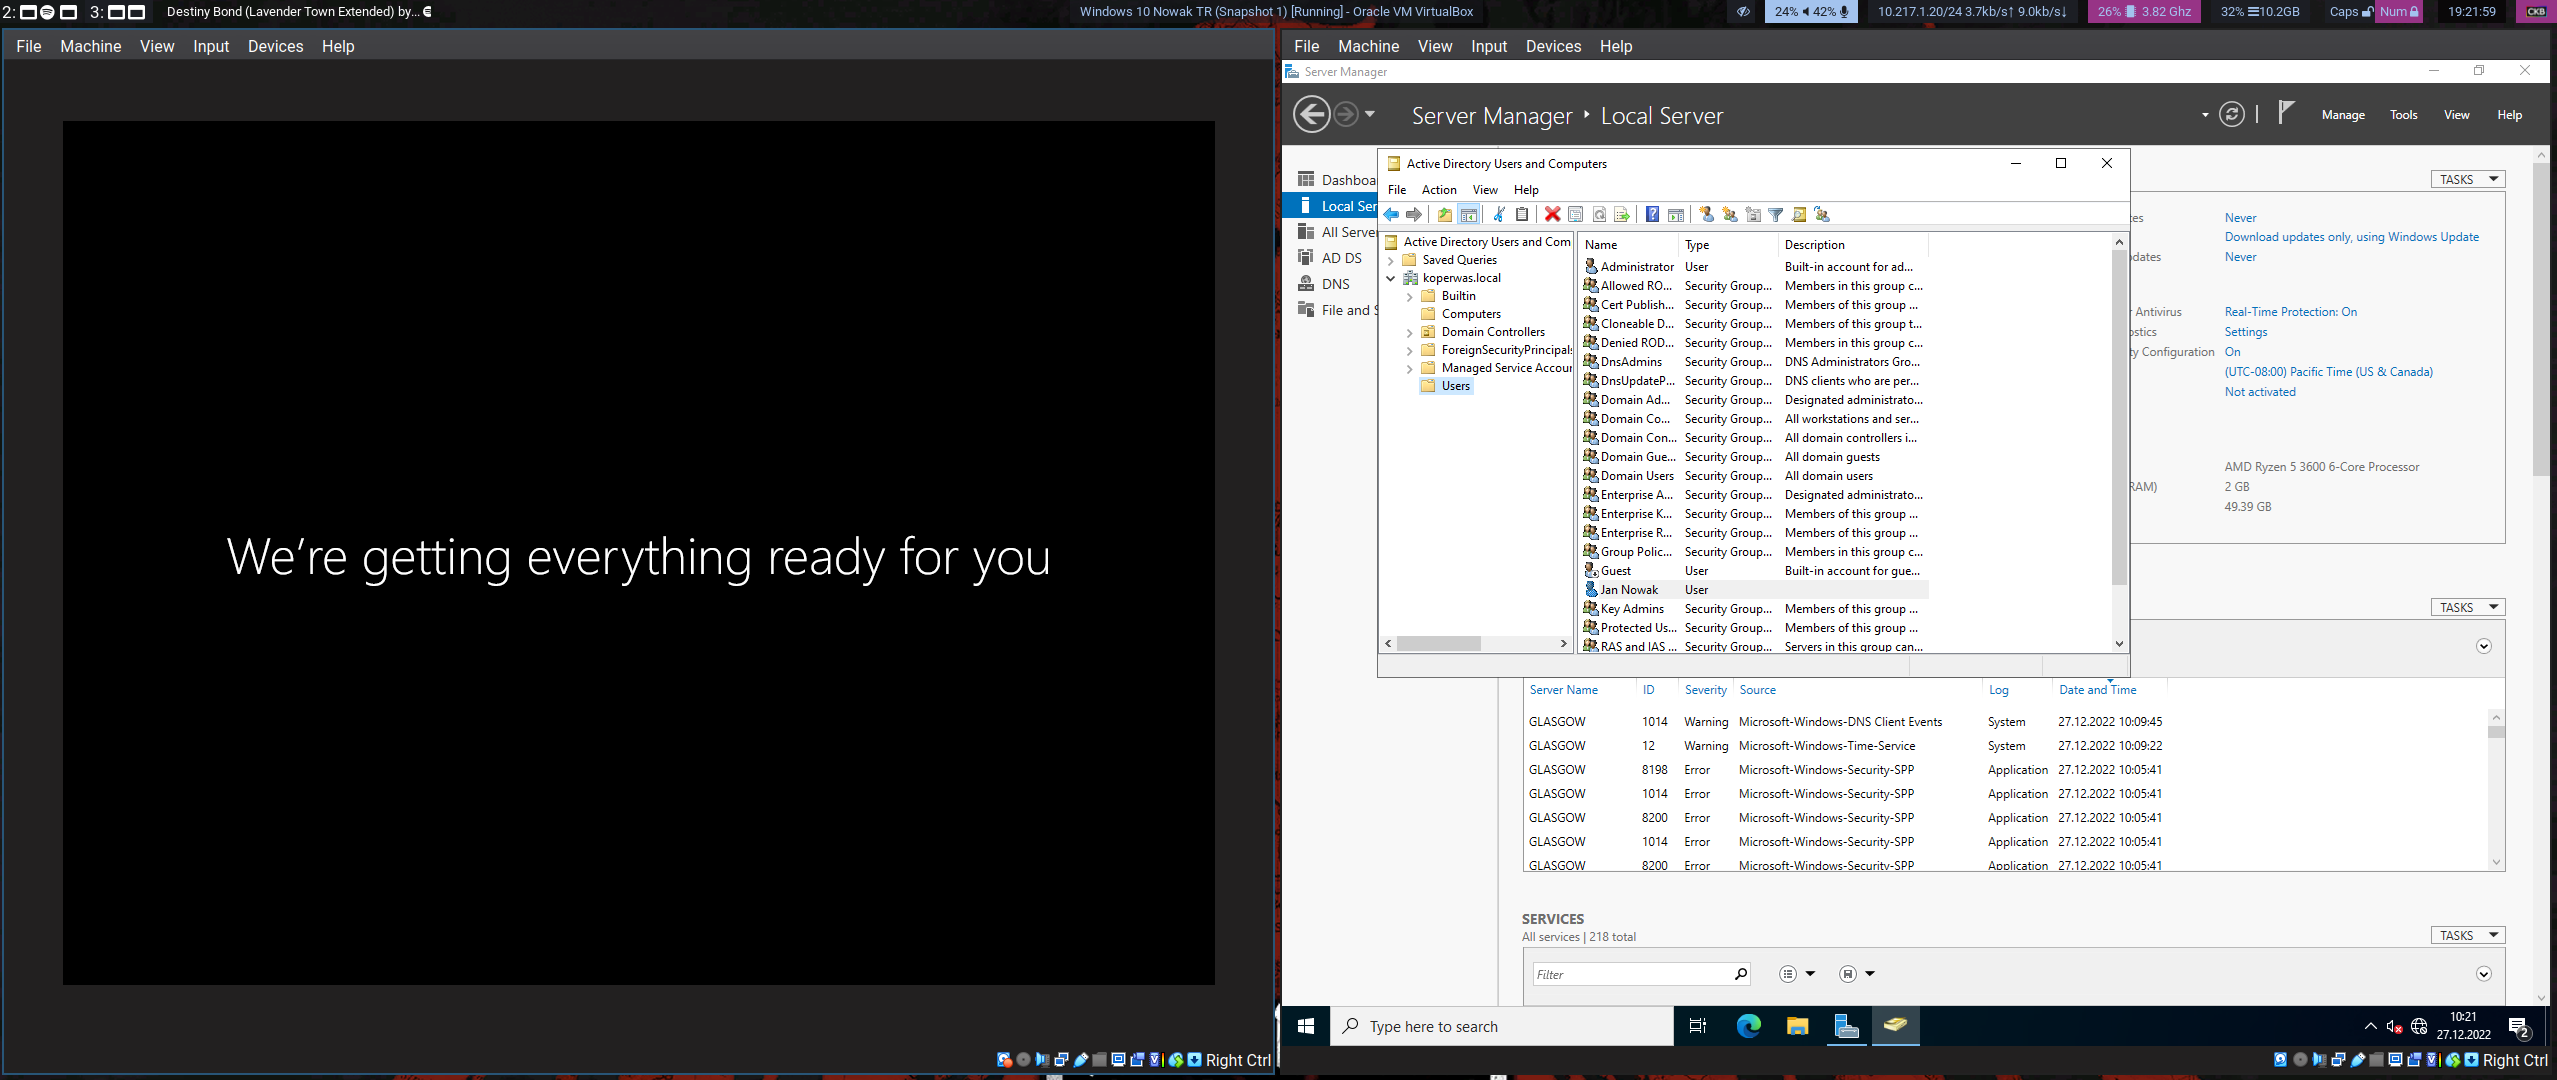 2:
3:
Destiny Bond (Lavender Town Extended) by...
Windows 10 Nowak TR (Snapshot 1) [Running] - Oracle VM VirtualBox
24% 42%
10.217.1.20/24 3.7kb/s↑ 9.0kb/s↓
26% 3.82 Ghz
32% 10.2GB
Caps Num
19:21:59
CKB
File Machine View Input Devices Help
We're getting everything ready for you
Right Ctrl
File Machine View Input Devices Help
Server Manager
Server Manager ‣ Local Server
Manage Tools View Help
Dashboa
Local Ser
All Server
AD DS
DNS
File and S
Active Directory Users and Computers
File Action View Help
Active Directory Users and Com
Saved Queries
koperwas.local
Builtin
Computers
Domain Controllers
ForeignSecurityPrincipals
Managed Service Accour
Users
Name Type Description
Administrator User Built-in account for ad...
Allowed RO... Security Group... Members in this group c...
Cert Publish... Security Group... Members of this group ...
Cloneable D... Security Group... Members of this group t...
Denied ROD... Security Group... Members in this group c...
DnsAdmins Security Group... DNS Administrators Gro...
DnsUpdateP... Security Group... DNS clients who are per...
Domain Ad... Security Group... Designated administrato...
Domain Co... Security Group... All workstations and ser...
Domain Con... Security Group... All domain controllers i...
Domain Gue... Security Group... All domain guests
Domain Users Security Group... All domain users
Enterprise A... Security Group... Designated administrato...
Enterprise K... Security Group... Members of this group ...
Enterprise R... Security Group... Members of this group ...
Group Polic... Security Group... Members in this group c...
Guest User Built-in account for gue...
Jan Nowak User
Key Admins Security Group... Members of this group ...
Protected Us... Security Group... Members of this group ...
RAS and IAS ... Security Group... Servers in this group can...
TASKS
tes Never
Download updates only, using Windows Update
pdates Never
r Antivirus Real-Time Protection: On
ostics Settings
ty Configuration On
(UTC-08:00) Pacific Time (US & Canada)
Not activated
AMD Ryzen 5 3600 6-Core Processor
RAM) 2 GB
49.39 GB
TASKS
Server Name ID Severity Source Log Date and Time
GLASGOW 1014 Warning Microsoft-Windows-DNS Client Events System 27.12.2022 10:09:45
GLASGOW 12 Warning Microsoft-Windows-Time-Service System 27.12.2022 10:09:22
GLASGOW 8198 Error Microsoft-Windows-Security-SPP Application 27.12.2022 10:05:41
GLASGOW 1014 Error Microsoft-Windows-Security-SPP Application 27.12.2022 10:05:41
GLASGOW 8200 Error Microsoft-Windows-Security-SPP Application 27.12.2022 10:05:41
GLASGOW 1014 Error Microsoft-Windows-Security-SPP Application 27.12.2022 10:05:41
GLASGOW 8200 Error Microsoft-Windows-Security-SPP Application 27.12.2022 10:05:41
SERVICES
All services | 218 total
TASKS
Filter
Type here to search
10:21
27.12.2022
2
Right Ctrl